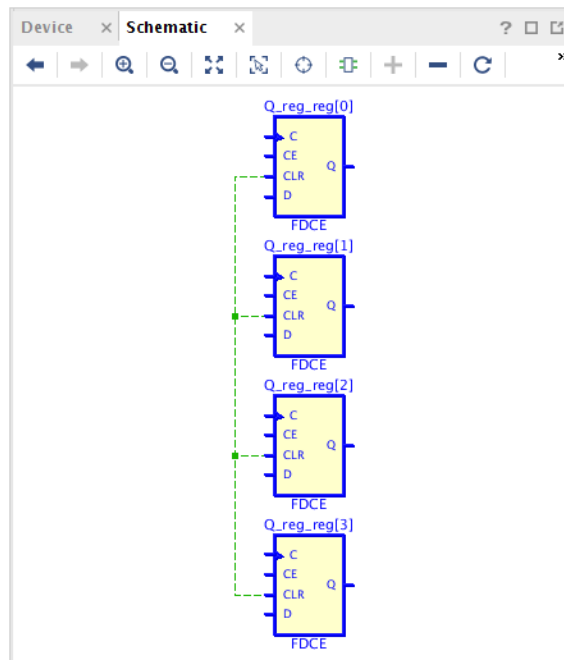 Device × Schematic × ?
»
Q_reg_reg[0]
C
CE
Q
CLR
D
FDCE
Q_reg_reg[1]
C
CE
Q
CLR
D
FDCE
Q_reg_reg[2]
C
CE
Q
CLR
D
FDCE
Q_reg_reg[3]
C
CE
Q
CLR
D
FDCE